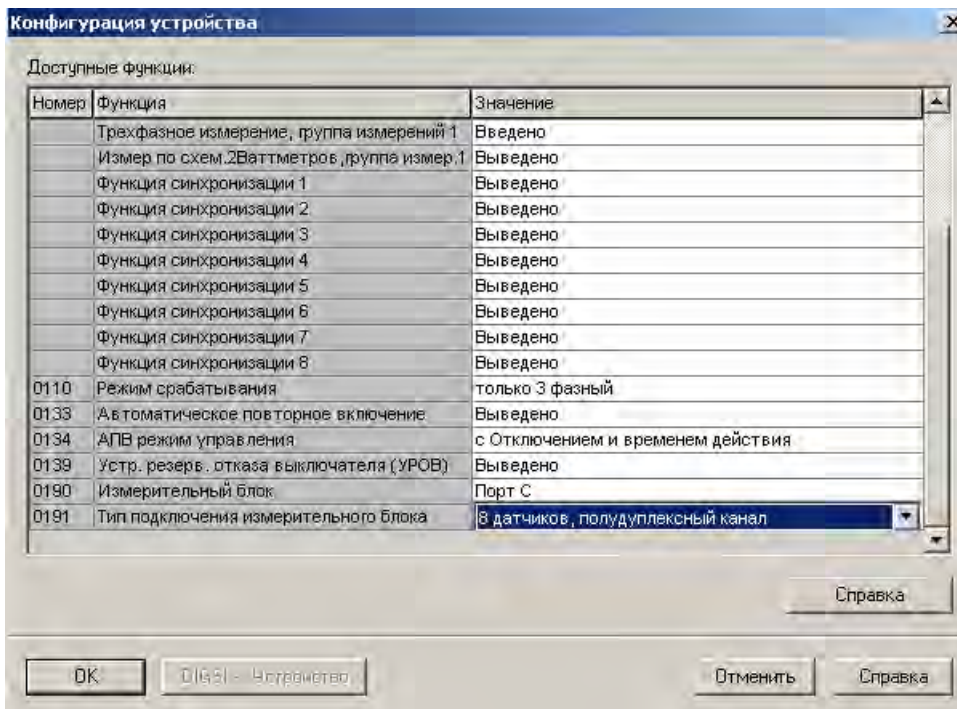 Конфигурация устройства
Доступные функции:
Номер Функция Значение
Трехфазное измерение, группа измерений 1 Введено
Измер по схем.2Ваттметров,группа измер.1 Выведено
Функция синхронизации 1 Выведено
Функция синхронизации 2 Выведено
Функция синхронизации 3 Выведено
Функция синхронизации 4 Выведено
Функция синхронизации 5 Выведено
Функция синхронизации 6 Выведено
Функция синхронизации 7 Выведено
Функция синхронизации 8 Выведено
0110 Режим срабатывания только 3 фазный
0133 Автоматическое повторное включение Выведено
0134 АПВ режим управления с Отключением и временем действия
0139 Устр. резерв. отказа выключателя (УРОВ) Выведено
0190 Измерительный блок Порт C
0191 Тип подключения измерительного блока 8 датчиков, полудуплексный канал
Справка
OK DIGSI - Устройство Отменить Справка